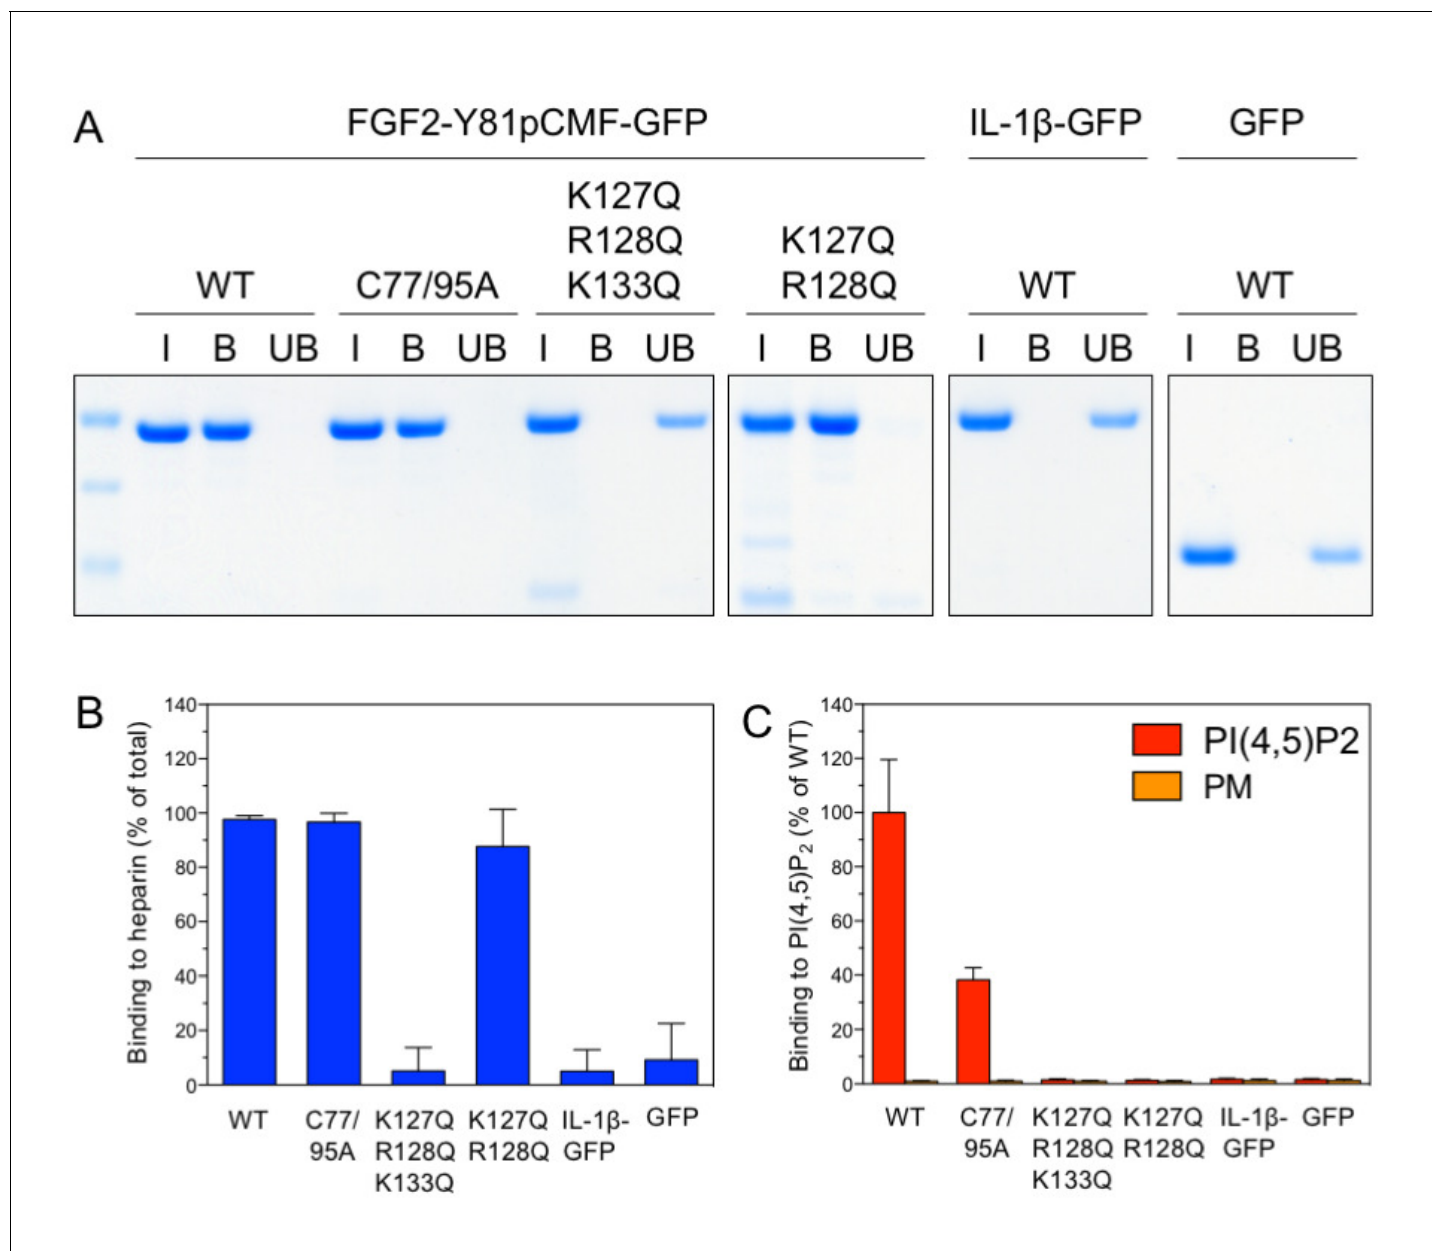 A
FGF2-Y81pCMF-GFP IL-1β-GFP GFP
K127Q
R128Q K127Q
WT C77/95A K133Q R128Q WT WT
I B UB I B UB I B UB I B UB I B UB I B UB
B
Binding to heparin (% of total)
140
120
100
80
60
40
20
0
WT C77/ K127Q K127Q IL-1β- GFP
95A R128Q R128Q GFP
K133Q
C
Binding to PI(4,5)P2 (% of WT)
140
120
100
80
60
40
20
0
PI(4,5)P2
PM
WT C77/ K127Q K127Q IL-1β- GFP
95A R128Q R128Q GFP
K133Q